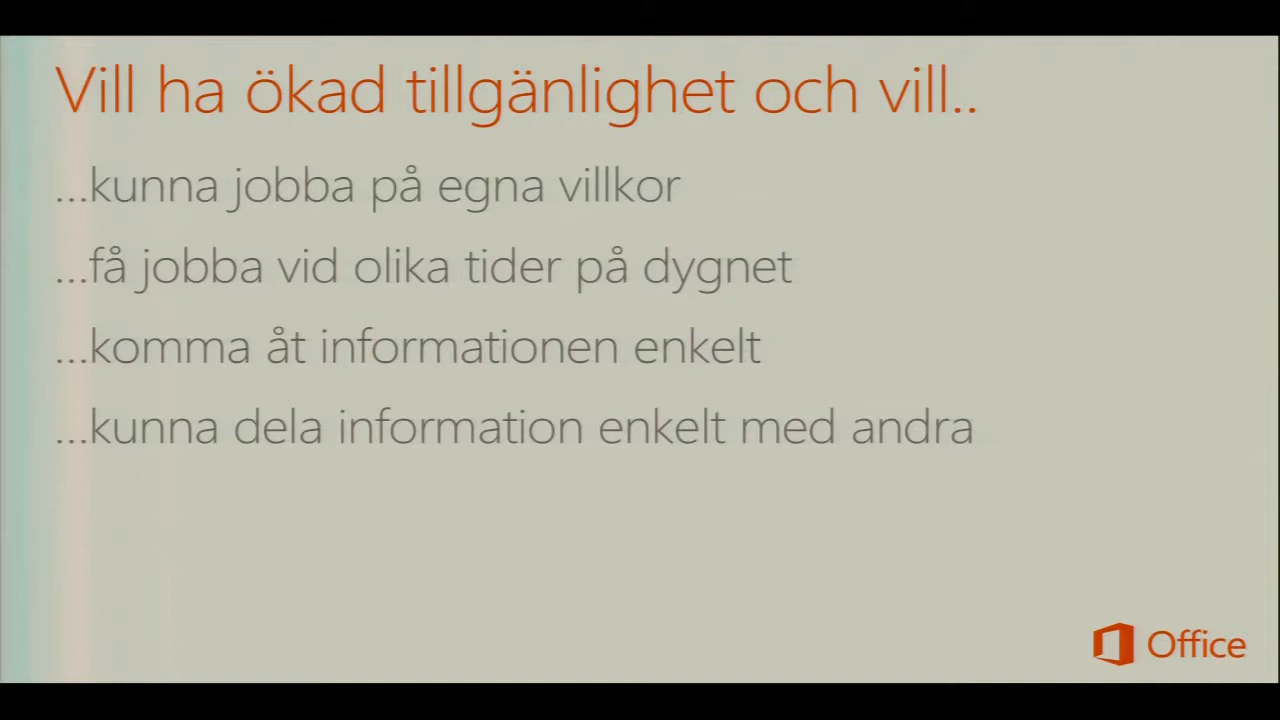 Vill ha ökad tillgänlighet och vill..
...kunna jobba på egna villkor
...få jobba vid olika tider på dygnet
...komma åt informationen enkelt
...kunna dela information enkelt med andra
Office